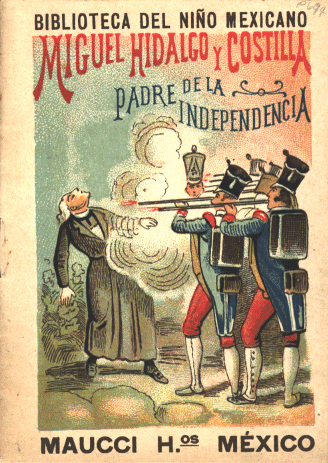 BIBLIOTECA DEL NIÑO MEXICANO
MIGUEL HIDALGO Y COSTILLA
PADRE DE LA
INDEPENDENCIA
MAUCCI H.OS MÉXICO